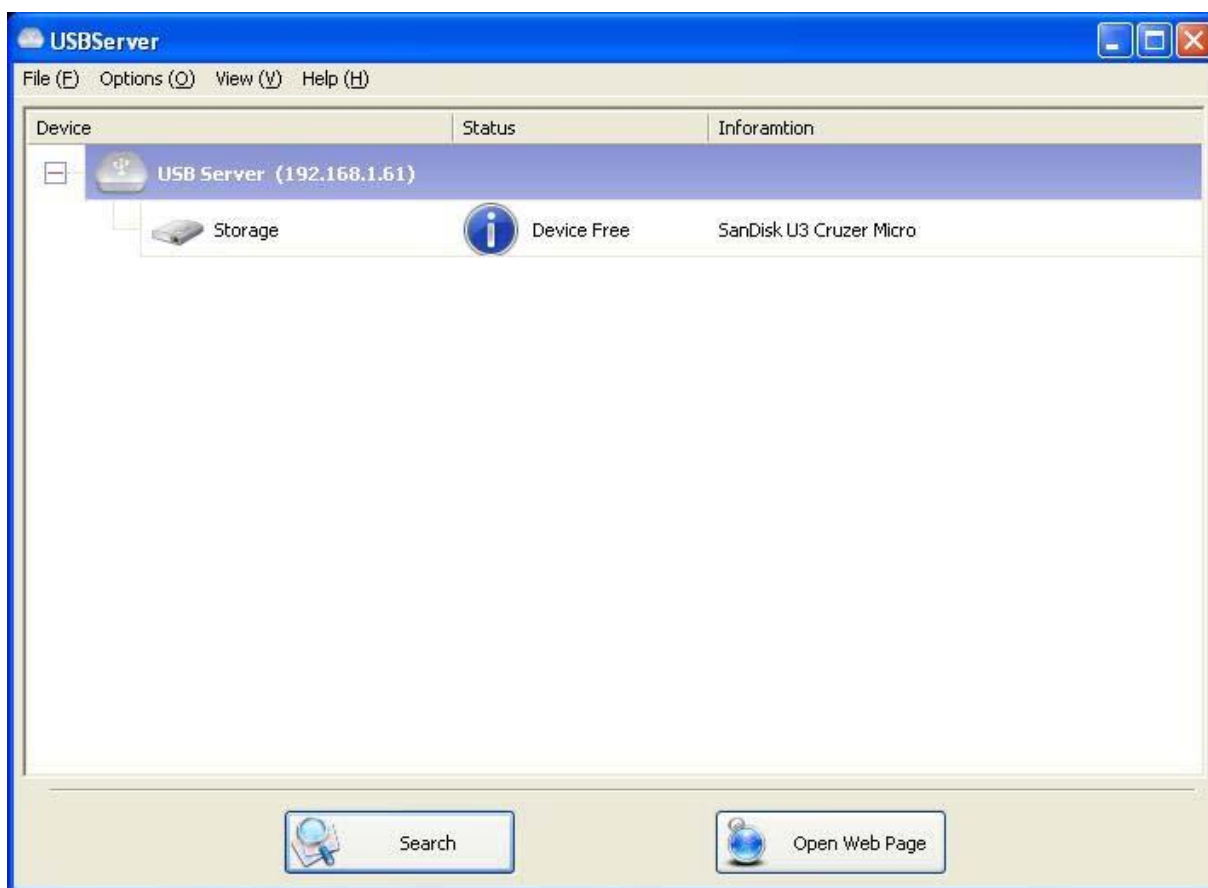 USBServer
File (F) Options (O) View (V) Help (H)
Device Status Inforamtion
USB Server (192.168.1.61)
Storage Device Free SanDisk U3 Cruzer Micro
Search Open Web Page